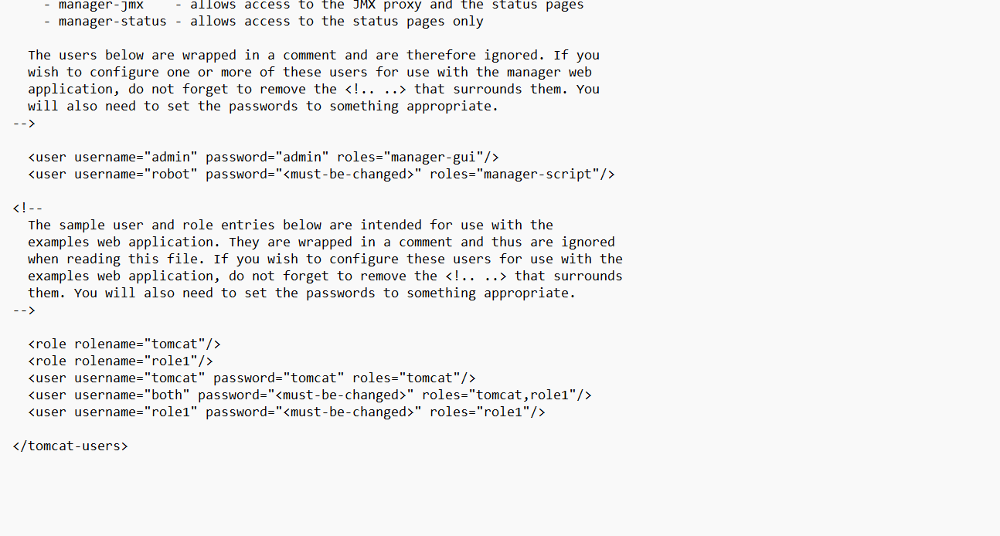 - manager-jmx    - allows access to the JMX proxy and the status pages
- manager-status - allows access to the status pages only
The users below are wrapped in a comment and are therefore ignored. If you
wish to configure one or more of these users for use with the manager web
application, do not forget to remove the <!.. ..> that surrounds them. You
will also need to set the passwords to something appropriate.
-->
<user username="admin" password="admin" roles="manager-gui"/>
<user username="robot" password="<must-be-changed>" roles="manager-script"/>
<!--
The sample user and role entries below are intended for use with the
examples web application. They are wrapped in a comment and thus are ignored
when reading this file. If you wish to configure these users for use with the
examples web application, do not forget to remove the <!.. ..> that surrounds
them. You will also need to set the passwords to something appropriate.
-->
<role rolename="tomcat"/>
<role rolename="role1"/>
<user username="tomcat" password="tomcat" roles="tomcat"/>
<user username="both" password="<must-be-changed>" roles="tomcat,role1"/>
<user username="role1" password="<must-be-changed>" roles="role1"/>
</tomcat-users>